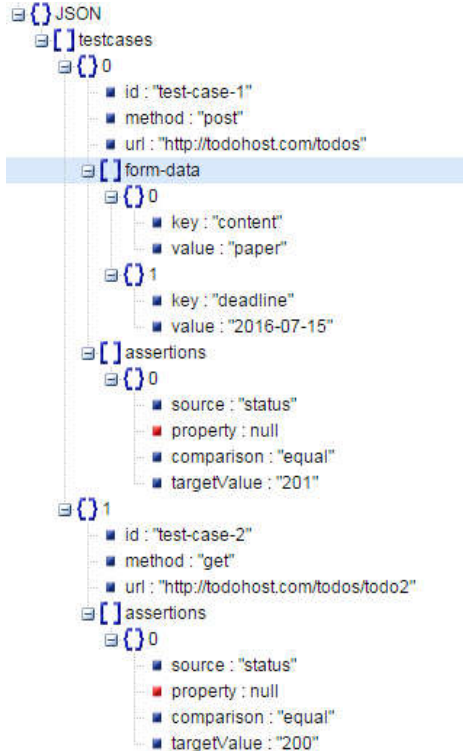 {} JSON
[] testcases
{} 0
id : "test-case-1"
method : "post"
url : "http://todohost.com/todos"
[] form-data
{} 0
key : "content"
value : "paper"
{} 1
key : "deadline"
value : "2016-07-15"
[] assertions
{} 0
source : "status"
property : null
comparison : "equal"
targetValue : "201"
{} 1
id : "test-case-2"
method : "get"
url : "http://todohost.com/todos/todo2"
[] assertions
{} 0
source : "status"
property : null
comparison : "equal"
targetValue : "200"